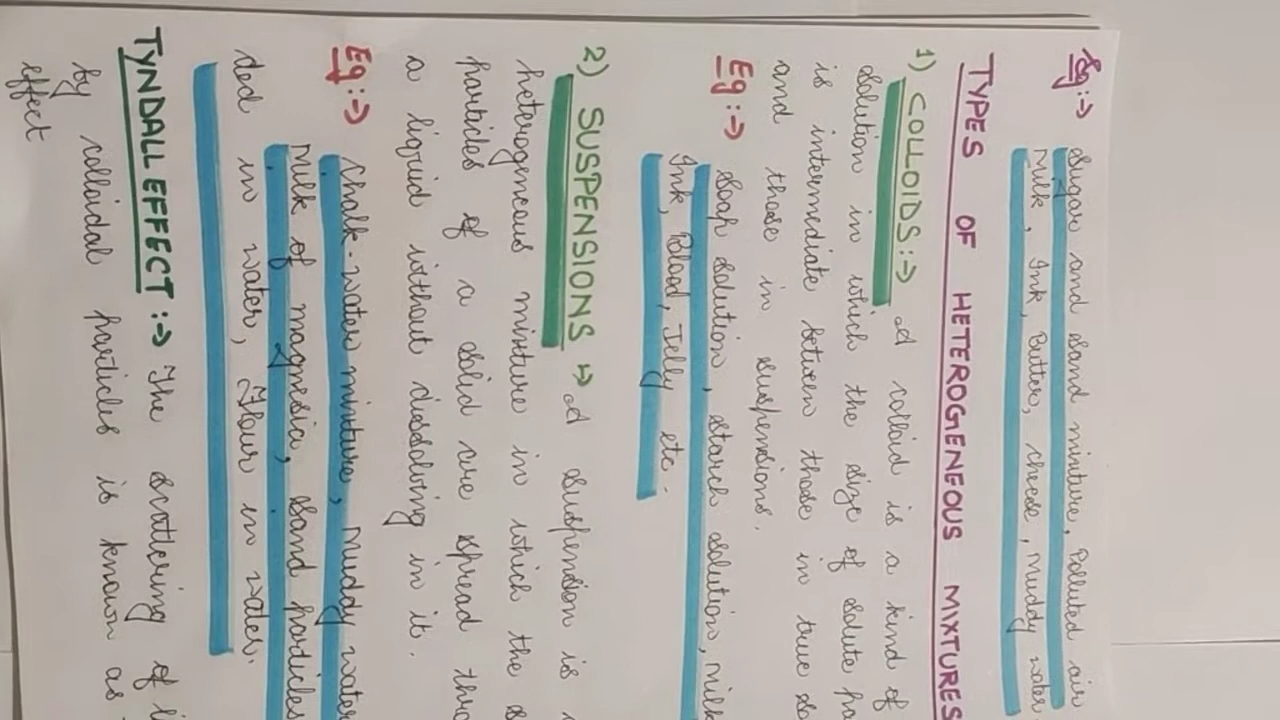 Eg :→ Sugar and sand mixture, Polluted air
Milk, Ink, Butter, cheese, Muddy water
TYPES OF HETEROGENEOUS MIXTURES
1) COLLOIDS :→ A colloid is a kind of
solution in which the size of solute
is intermediate between those in true
and those in suspensions.
Eg :→ Soap solution, starch solution, Milk
Ink, Blood, Jelly etc.
2) SUSPENSIONS :→ A suspension is
heterogeneous mixture in which the
particles of a solid are spread
a liquid without dissolving in it.
Eg :→ Chalk-water mixture, Muddy water
Milk of magnesia, Sand particles
ded in water, Flour in water.
TYNDALL EFFECT :→ The scattering of
by colloidal particles is known as
effect